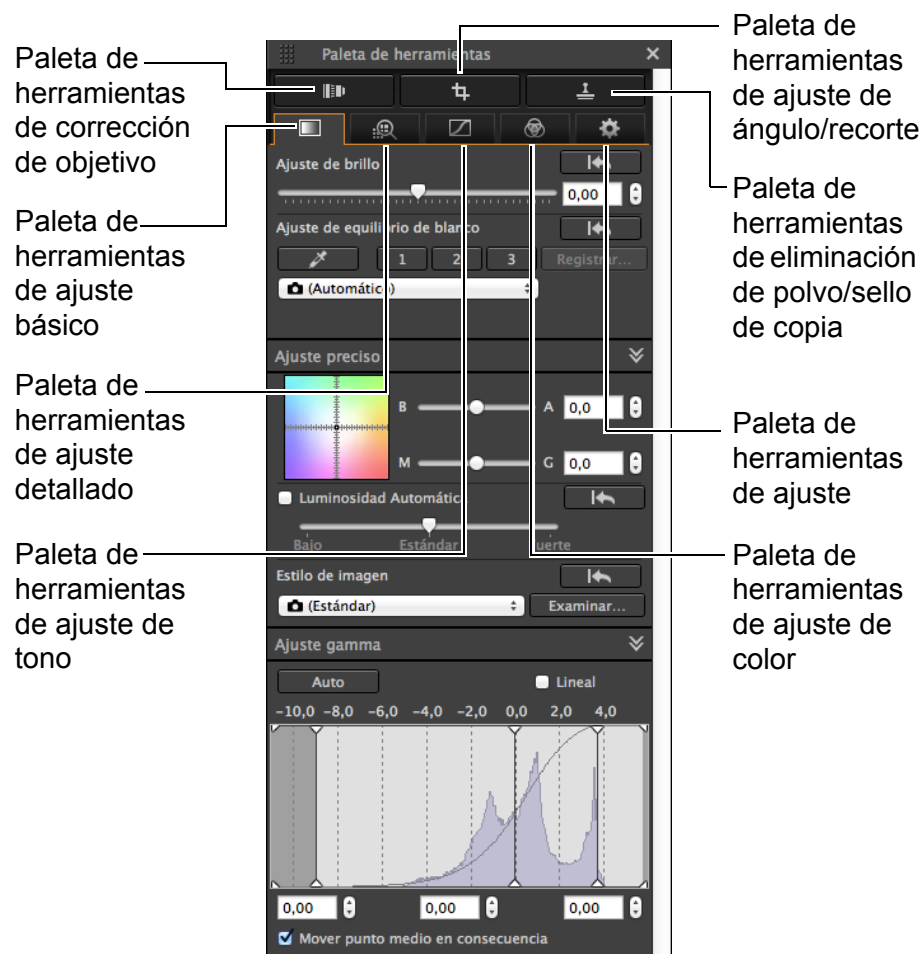 Paleta de
herramientas
de corrección
de objetivo
Paleta de
herramientas
de ajuste
básico
Paleta de
herramientas
de ajuste
detallado
Paleta de
herramientas
de ajuste de
tono
Paleta de herramientas
Ajuste de brillo
0,00
Ajuste de equilibrio de blanco
1 2 3 Registrar...
(Automático)
Ajuste preciso
B A 0,0
M G 0,0
Luminosidad Automática
Bajo Estándar
Estilo de imagen
(Estándar) Examinar...
Ajuste gamma
Auto Lineal
-10,0 -8,0 -6,0 -4,0 -2,0 0,0 2,0 4,0
0,00 0,00 0,00
Mover punto medio en consecuencia
Paleta de
herramientas
de ajuste de
ángulo/recorte
Paleta de
herramientas
de eliminación
de polvo/sello
de copia
Paleta de
herramientas
de ajuste
Paleta de
herramientas
de ajuste de
color